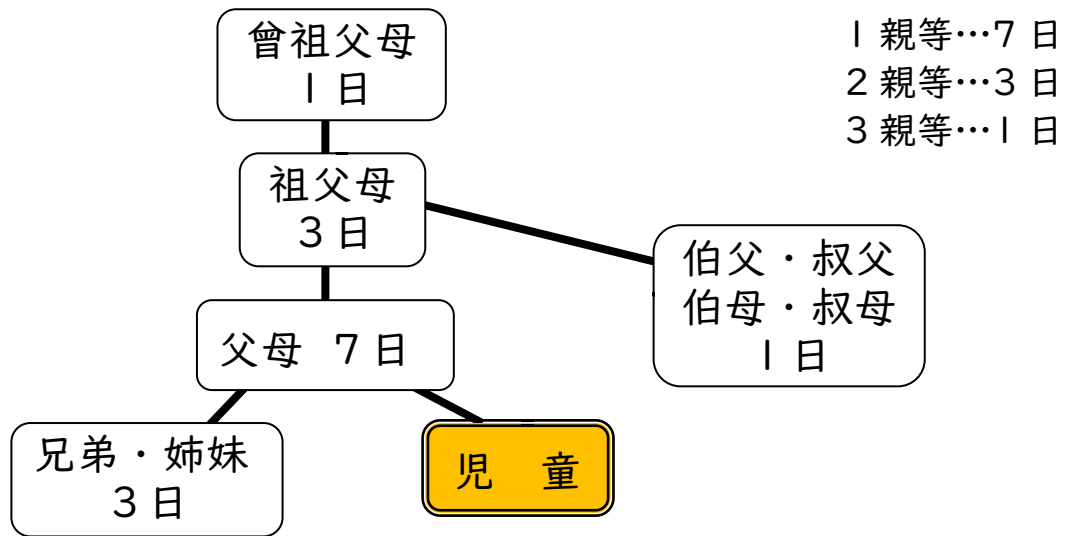 曾祖父母
1日
1親等…7日
2親等…3日
3親等…1日
祖父母
3日
伯父・叔父
伯母・叔母
1日
父母 7日
兄弟・姉妹
3日
児 童